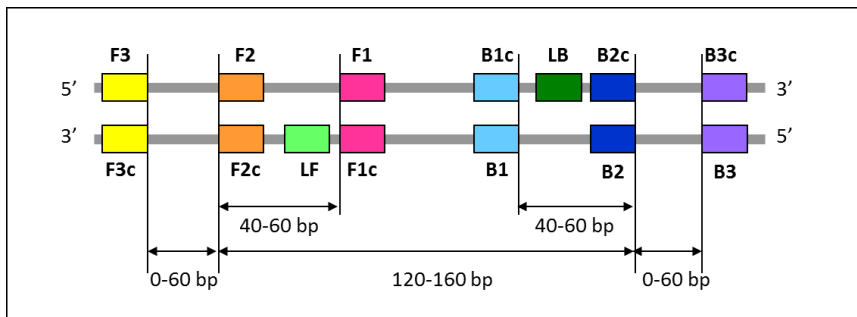 F3 F2 F1 B1c LB B2c B3c
5’ 3’
3’ 5’
F3c F2c LF F1c B1 B2 B3
40-60 bp 40-60 bp
0-60 bp 120-160 bp 0-60 bp